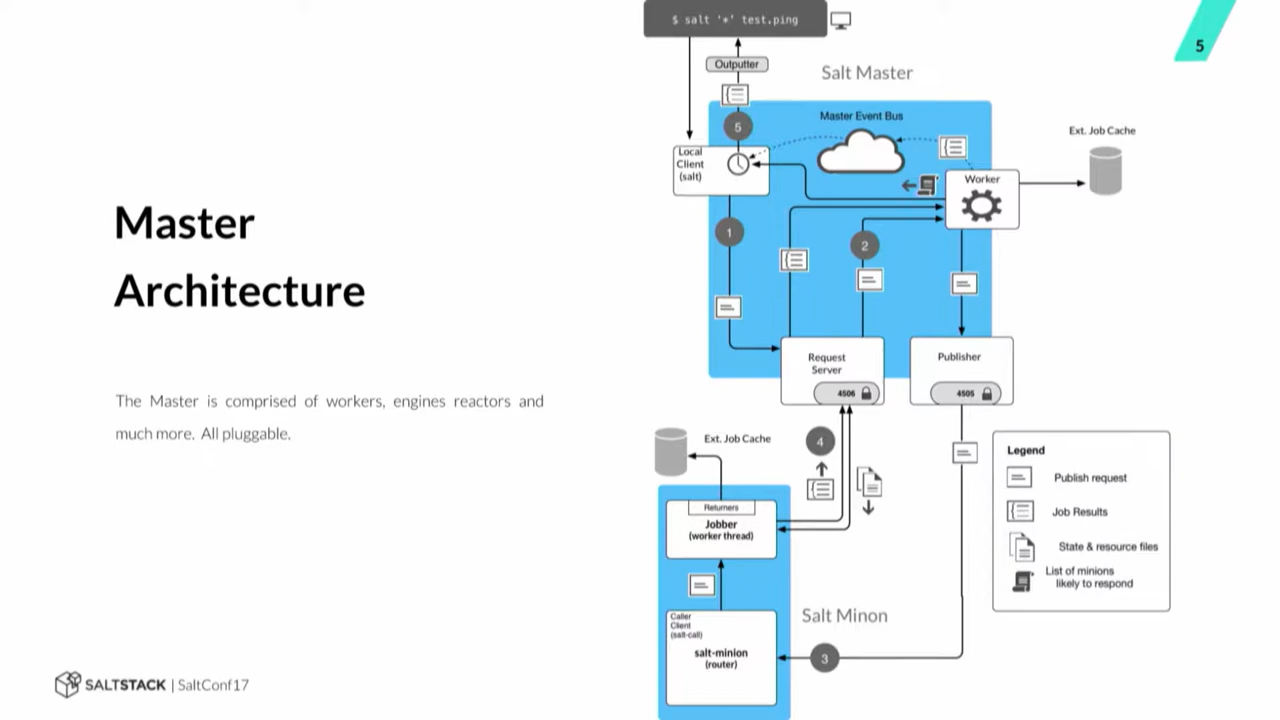 $ salt '*' test.ping
5
Outputter
Salt Master
Master Event Bus
5
Ext. Job Cache
Local
Client
(salt)
Worker
1
2
Master
Architecture
Request
Server
4506
Publisher
4505
The Master is comprised of workers, engines reactors and
much more. All pluggable.
Ext. Job Cache
4
Legend
Publish request
Job Results
State & resource files
List of minions
likely to respond
Returners
Jobber
(worker thread)
Caller
Client
(salt-call)
salt-minion
(router)
Salt Minon
3
SALTSTACK | SaltConf17